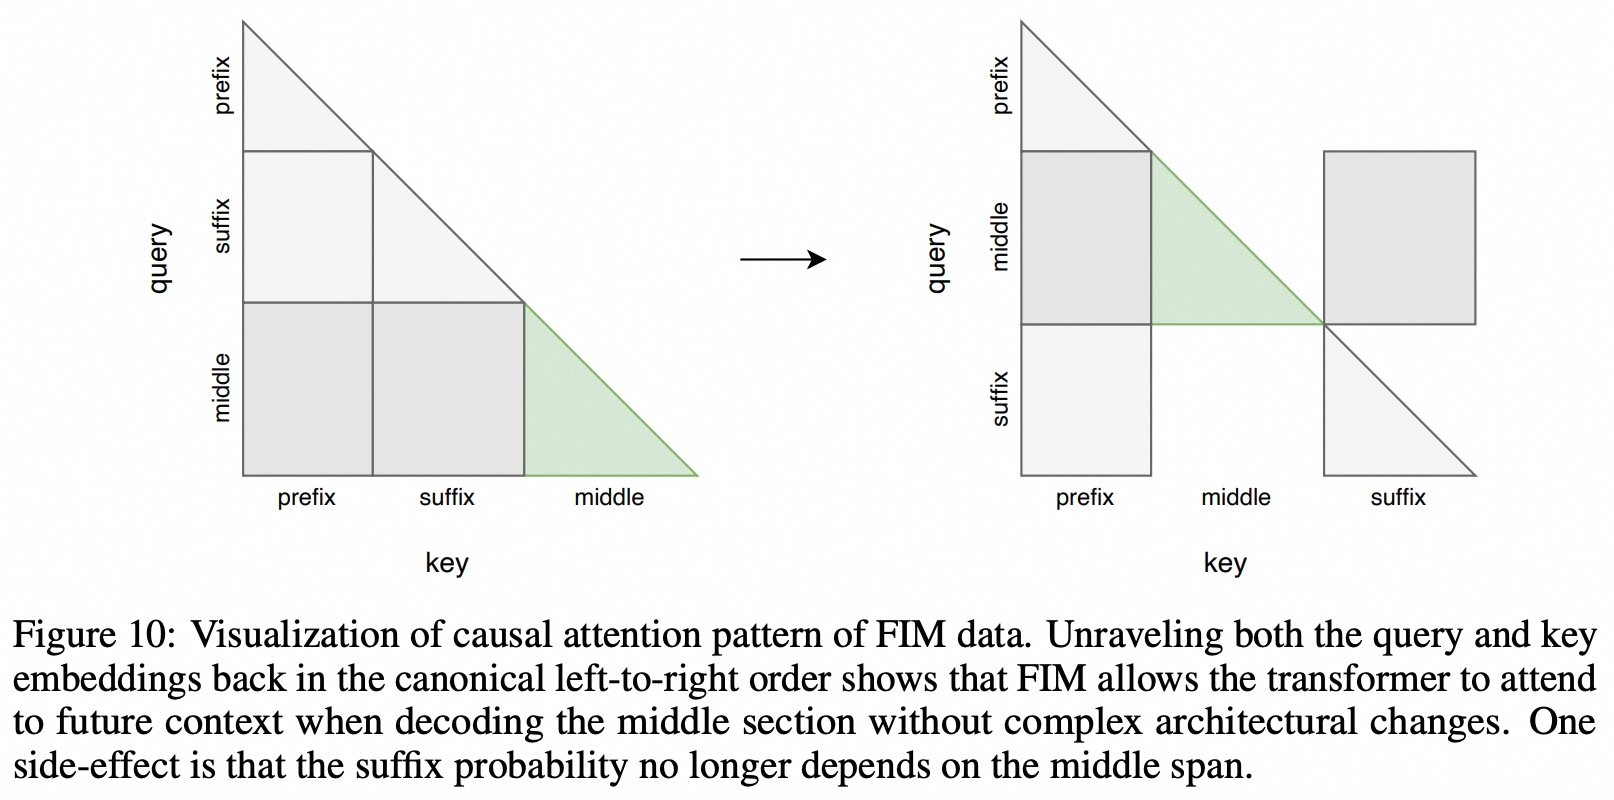 prefix
suffix
middle
query
prefix
suffix
middle
key
prefix
middle
suffix
query
prefix
middle
suffix
key
Figure 10: Visualization of causal attention pattern of FIM data. Unraveling both the query and key
embeddings back in the canonical left-to-right order shows that FIM allows the transformer to attend
to future context when decoding the middle section without complex architectural changes. One
side-effect is that the suffix probability no longer depends on the middle span.